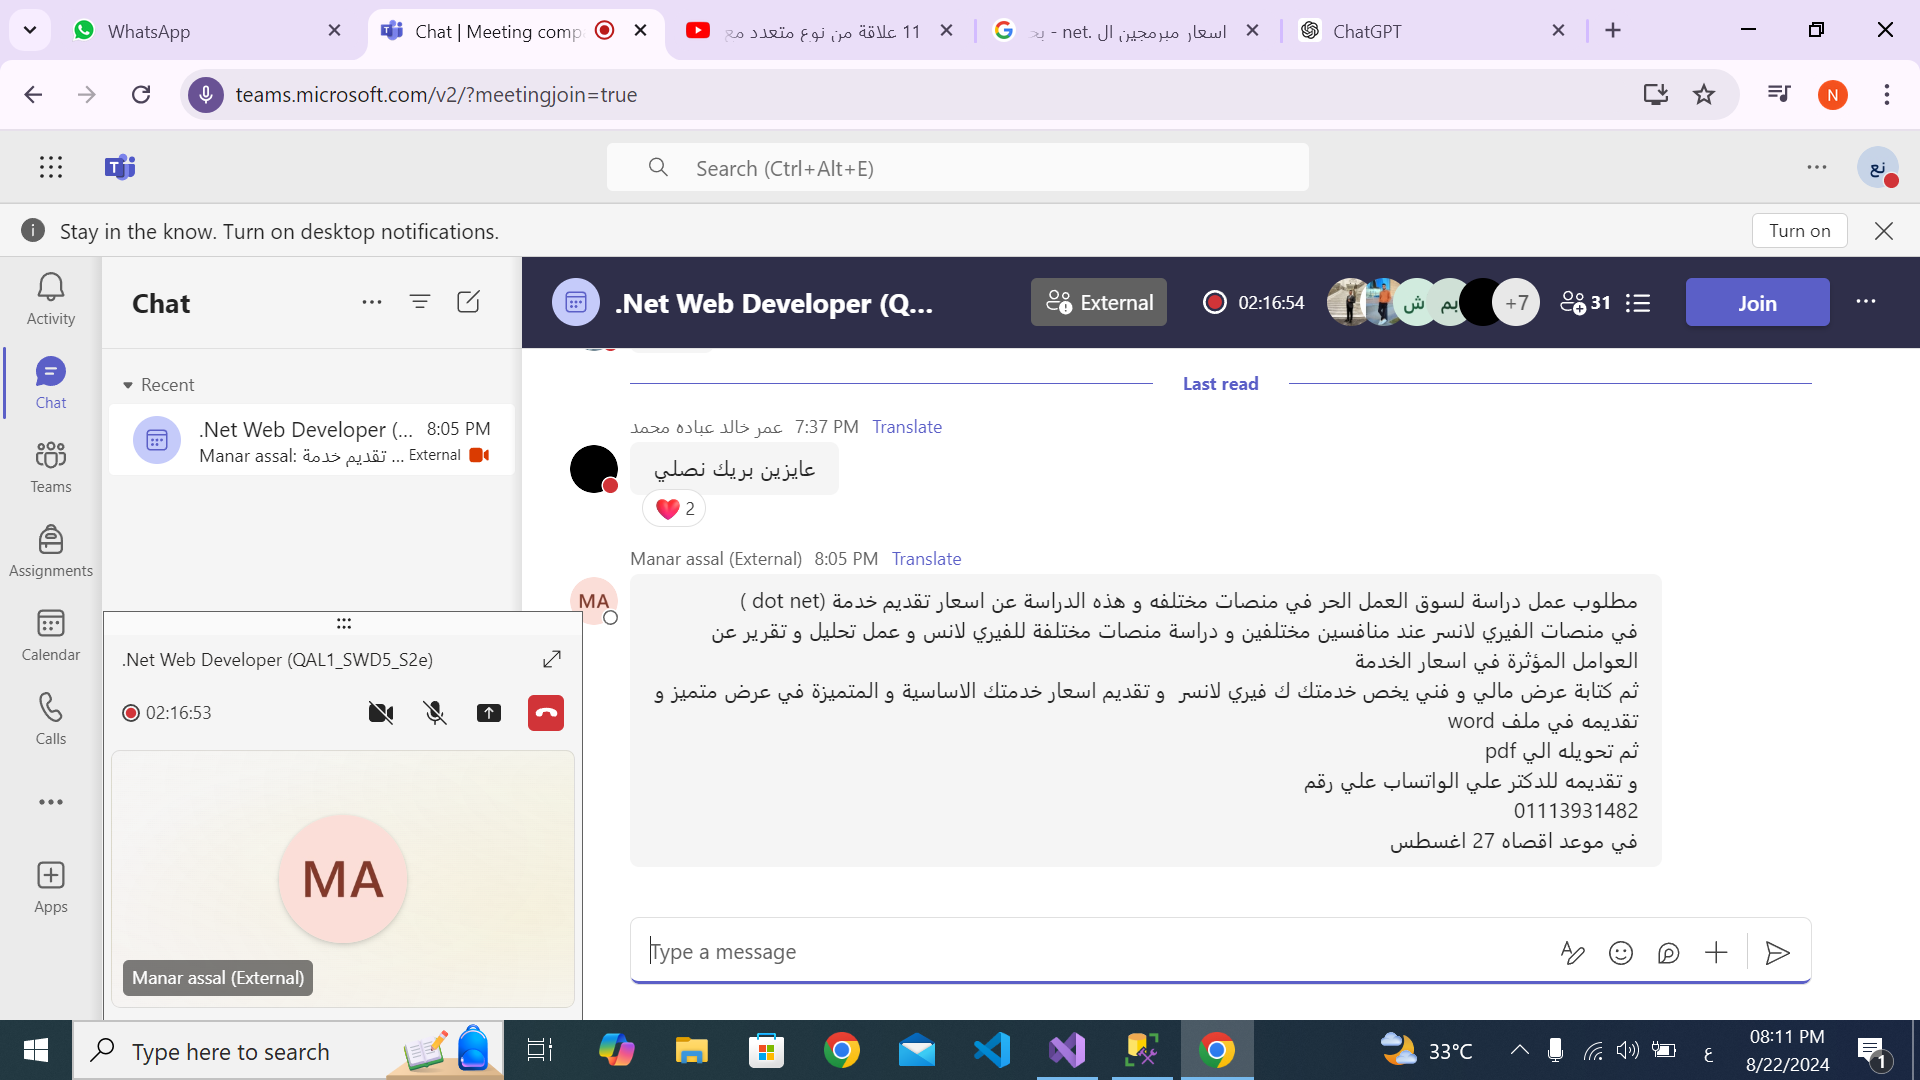 WhatsApp
Chat | Meeting comp
11 علاقة من نوع متعدد مع
اسعار مبرمجين ال .net - بح
ChatGPT
teams.microsoft.com/v2/?meetingjoin=true
N
Search (Ctrl+Alt+E)
نع
Stay in the know. Turn on desktop notifications.
Turn on
Activity
Chat
Teams
Assignments
Calendar
Calls
Apps
Chat
Recent
.Net Web Developer (... 8:05 PM
Manar assal: تقديم خدمة ... External
.Net Web Developer (Q...
External
02:16:54
ش
بم
+7
31
Join
Last read
عمر خالد عباده محمد 7:37 PM Translate
عايزين بريك نصلي
2
Manar assal (External) 8:05 PM Translate
MA
مطلوب عمل دراسة لسوق العمل الحر في منصات مختلفه و هذه الدراسة عن اسعار تقديم خدمة (dot net )
في منصات الفيري لانسر عند منافسين مختلفين و دراسة منصات مختلفة للفيري لانس و عمل تحليل و تقرير عن
العوامل المؤثرة في اسعار الخدمة
ثم كتابة عرض مالي و فني يخص خدمتك ك فيري لانسر و تقديم اسعار خدمتك الاساسية و المتميزة في عرض متميز و
تقديمه في ملف word
ثم تحويله الي pdf
و تقديمه للدكتر علي الواتساب علي رقم
01113931482
في موعد اقصاه 27 اغسطس
Type a message
.Net Web Developer (QAL1_SWD5_S2e)
02:16:53
MA
Manar assal (External)
Type here to search
33°C
ع
08:11 PM
8/22/2024
1